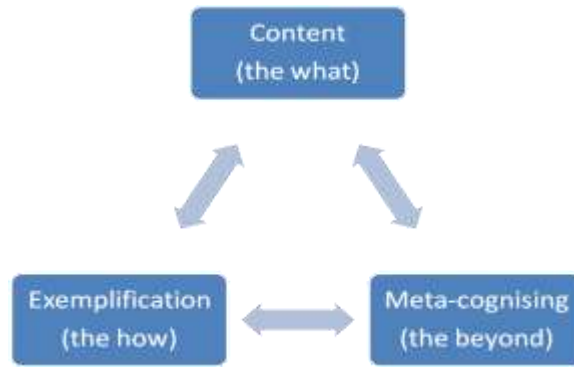 Content
(the what)
Exemplification
(the how)
Meta-cognising
(the beyond)